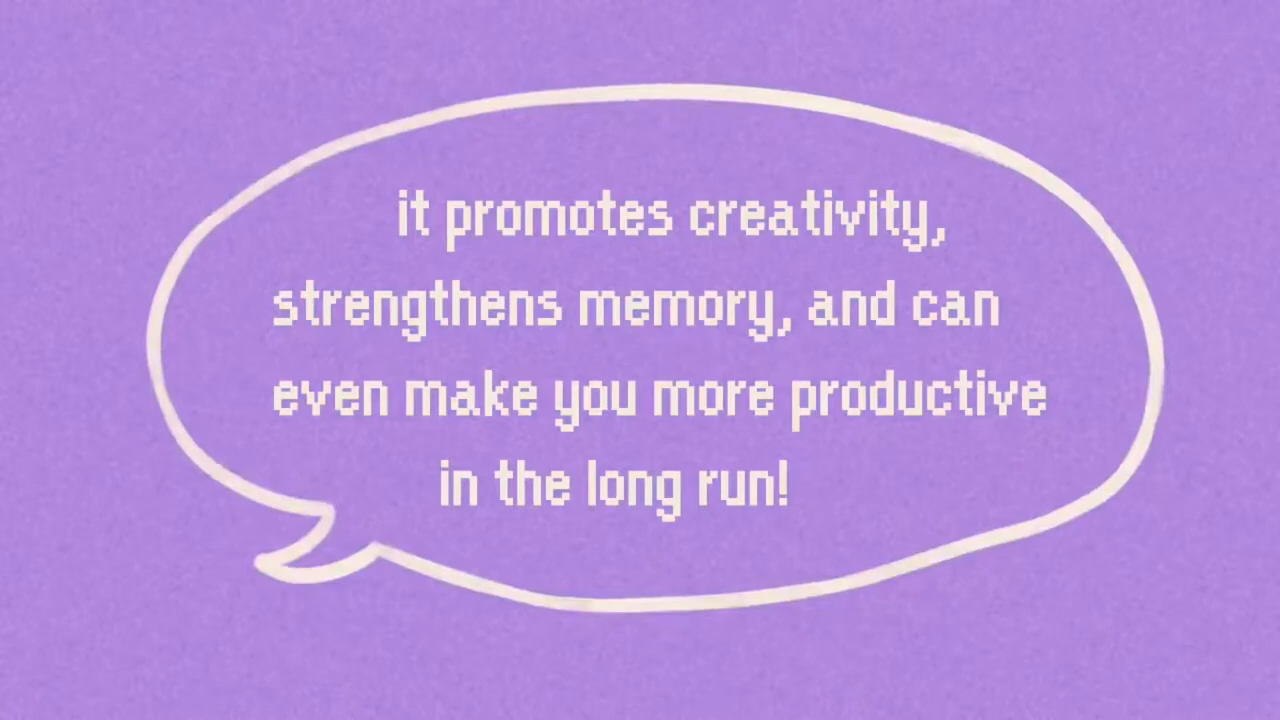 it promotes creativity,
strengthens memory, and can
even make you more productive
in the long run!